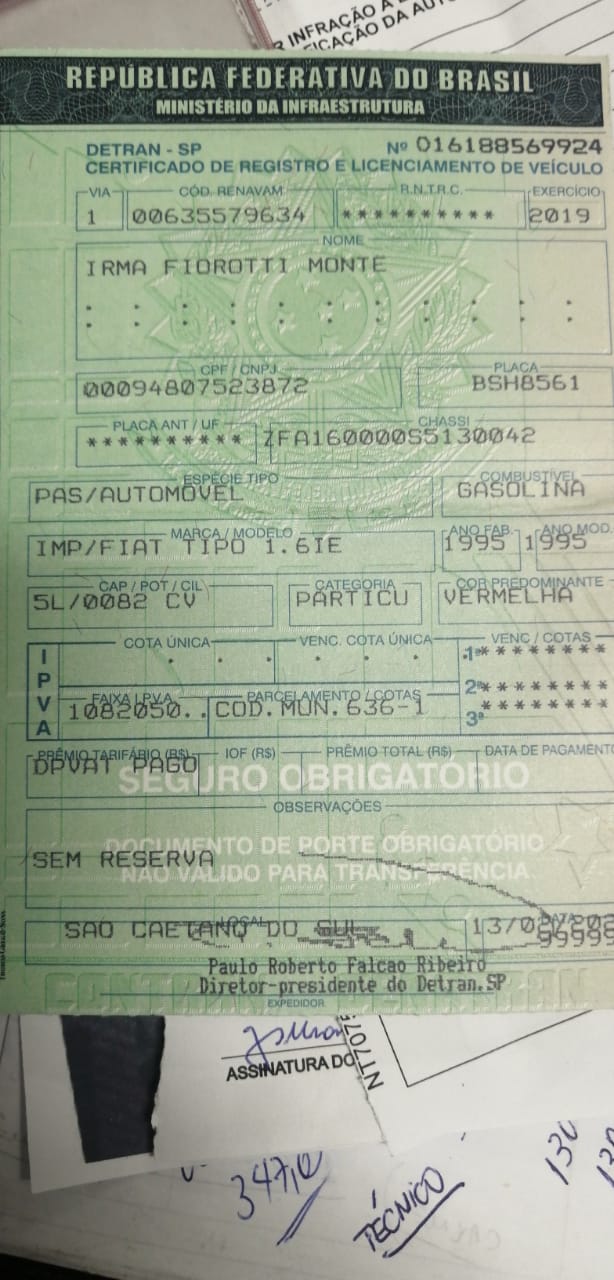 R INFRAÇÃO A
FICAÇÃO DA AUTO
REPÚBLICA FEDERATIVA DO BRASIL
MINISTÉRIO DA INFRAESTRUTURA
DETRAN - SP Nº 016188569924
CERTIFICADO DE REGISTRO E LICENCIAMENTO DE VEÍCULO
VIA CÓD. RENAVAM R.N.T.R.C. EXERCÍCIO
1 00635579634 ********** 2019
NOME
IRMA FIOROTTI MONTE
CPF / CNPJ PLACA
00094807523872 BSH8561
PLACA ANT / UF CHASSI
********** ZFA160000S5130042
ESPÉCIE TIPO COMBUSTÍVEL
PAS/AUTOMOVEL GASOLINA
MARCA / MODELO ANO FAB. ANO MOD.
IMP/FIAT TIPO 1.6IE 1995 1995
CAP / POT / CIL CATEGORIA COR PREDOMINANTE
5L/0082 CV PARTICU VERMELHA
IPVA COTA ÚNICA VENC. COTA ÚNICA VENC / COTAS
1ª *******
2ª *******
FAIXA I.P.V.A. PARCELAMENTO / COTAS *******
1082050.. COD. MUN. 636-1 3ª
PRÊMIO TARIFÁRIO (R$) IOF (R$) PRÊMIO TOTAL (R$) DATA DE PAGAMENTO
DPVAT PAGO
SEGURO OBRIGATÓRIO
OBSERVAÇÕES
DOCUMENTO DE PORTE OBRIGATÓRIO
SEM RESERVA
NÃO VÁLIDO PARA TRANSFERÊNCIA
LOCAL DATA
SAO CAETANO DO SUL 13/0
99999
Paulo Roberto Falcao Ribeiro
Diretor-presidente do Detran.SP
EXPEDIDOR
ASSINATURA DO
NT707
347,0
TÉCNICO
130